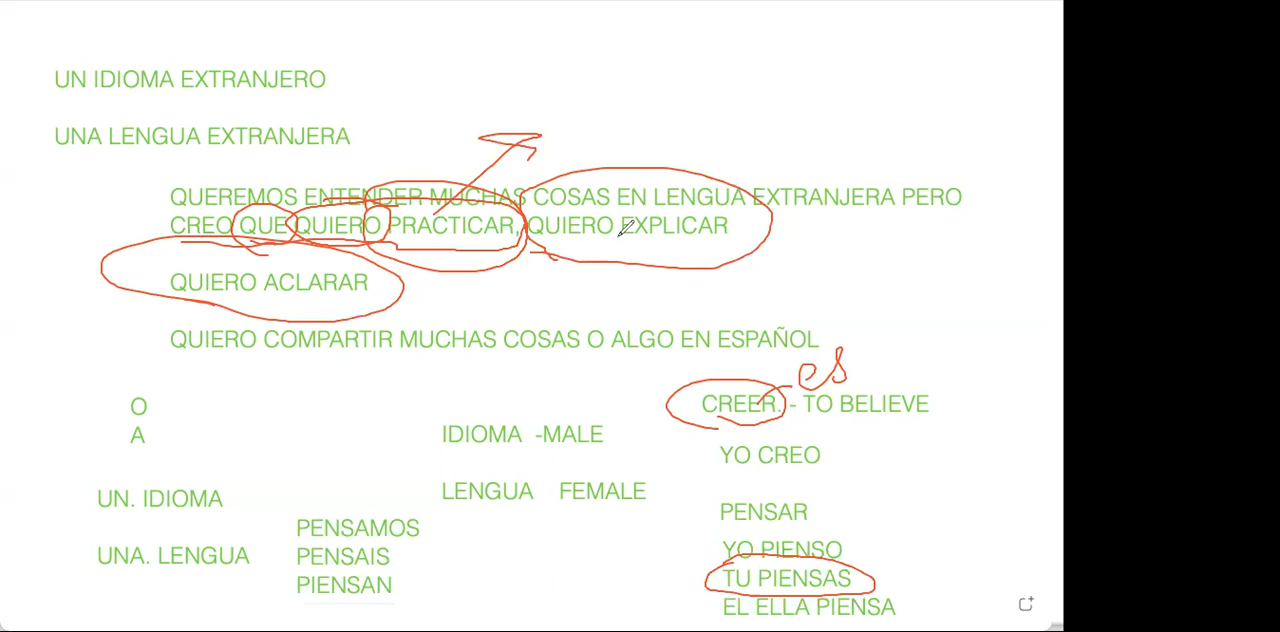 UN IDIOMA EXTRANJERO
UNA LENGUA EXTRANJERA
QUEREMOS ENTENDER MUCHAS COSAS EN LENGUA EXTRANJERA PERO
CREO QUE QUIERO PRACTICAR, QUIERO EXPLICAR
QUIERO ACLARAR
QUIERO COMPARTIR MUCHAS COSAS O ALGO EN ESPAÑOL
es
CREER. - TO BELIEVE
YO CREO
O
A
IDIOMA -MALE
LENGUA FEMALE
UN. IDIOMA
UNA. LENGUA
PENSAMOS
PENSAIS
PIENSAN
PENSAR
YO PIENSO
TU PIENSAS
EL ELLA PIENSA